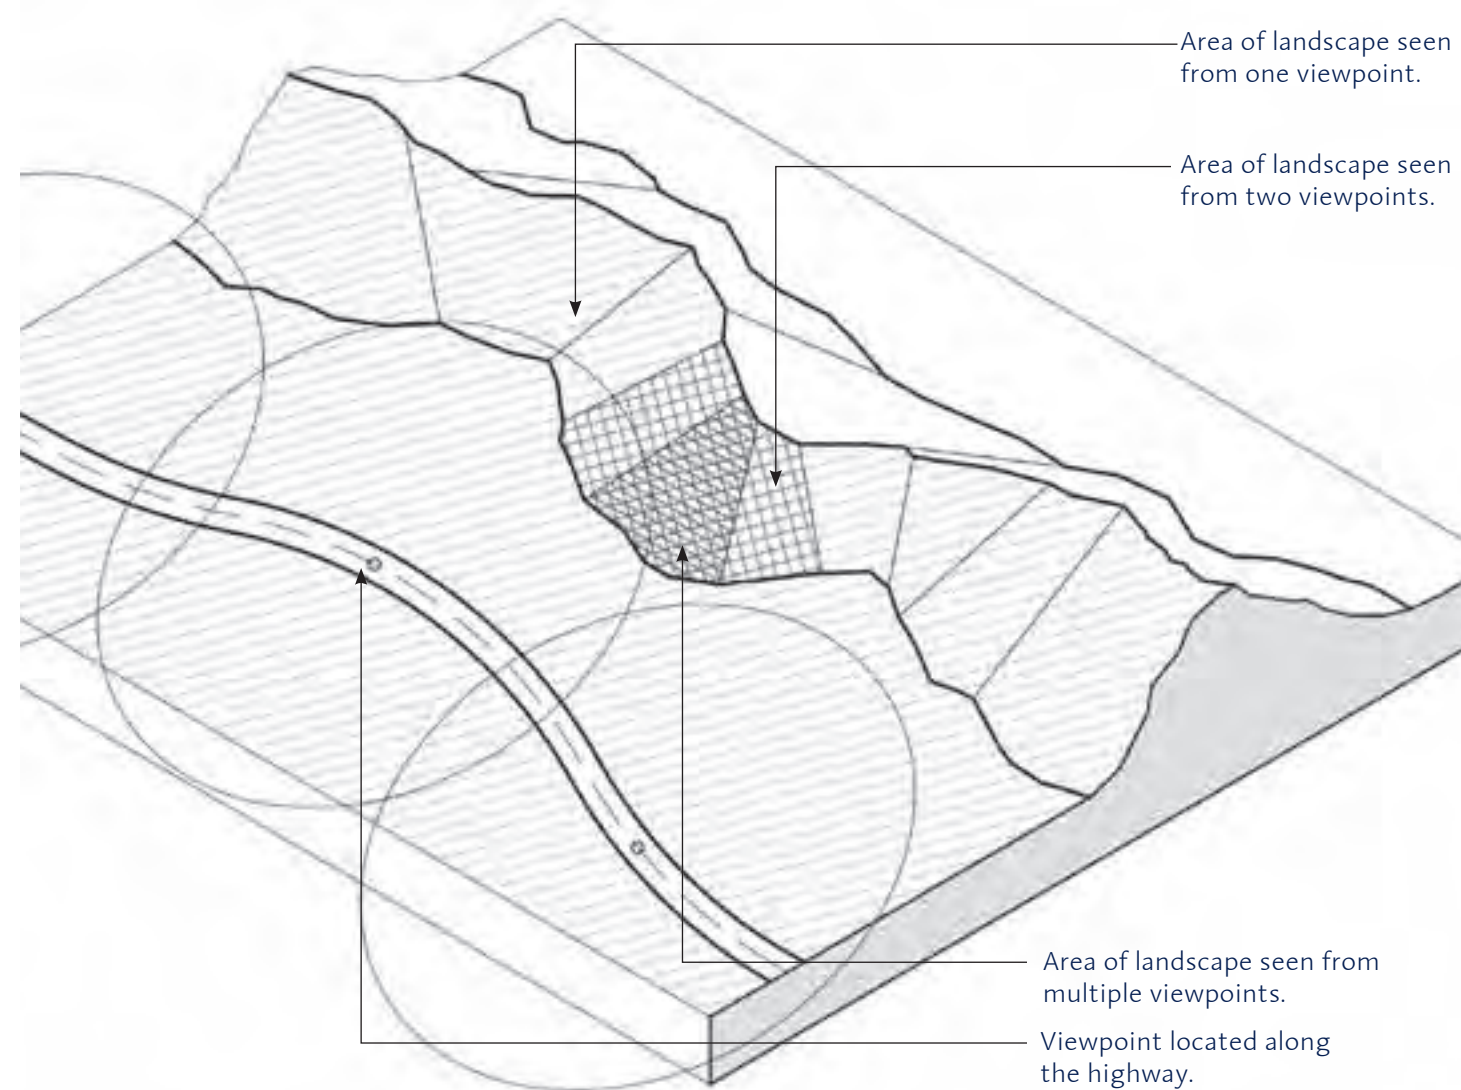 Area of landscape seen
from one viewpoint.
Area of landscape seen
from two viewpoints.
Area of landscape seen from
multiple viewpoints.
Viewpoint located along
the highway.